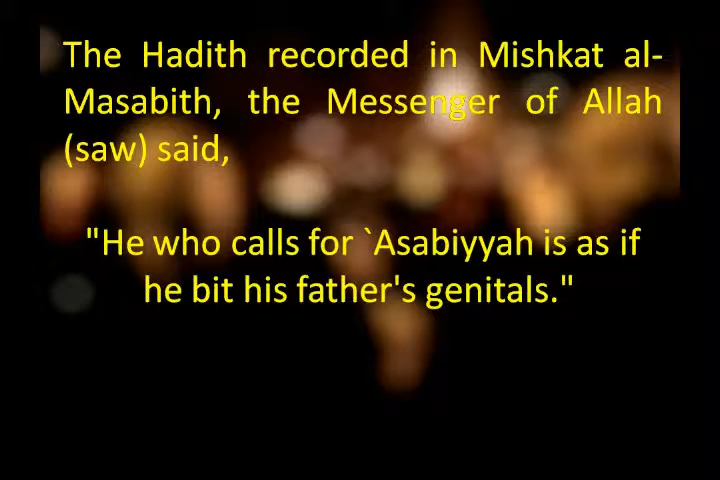 The Hadith recorded in Mishkat al-
Masabith, the Messenger of Allah
(saw) said,
"He who calls for `Asabiyyah is as if
he bit his father's genitals."